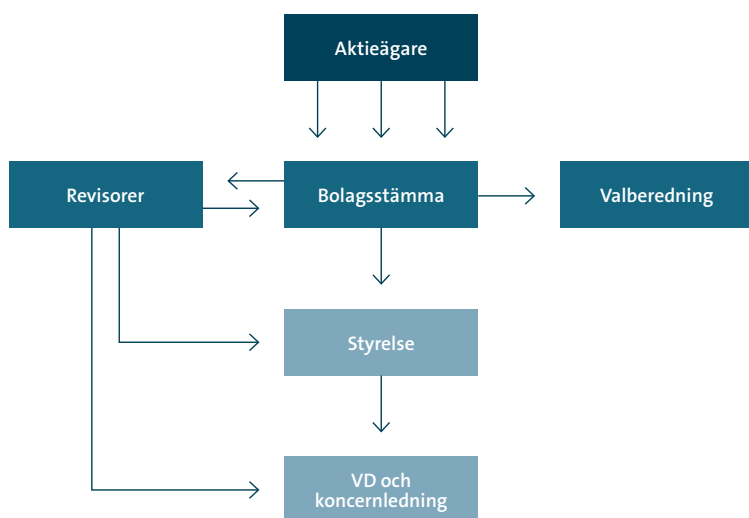 Aktieägare
Revisorer
Bolagsstämma
Valberedning
Styrelse
VD och
koncernledning